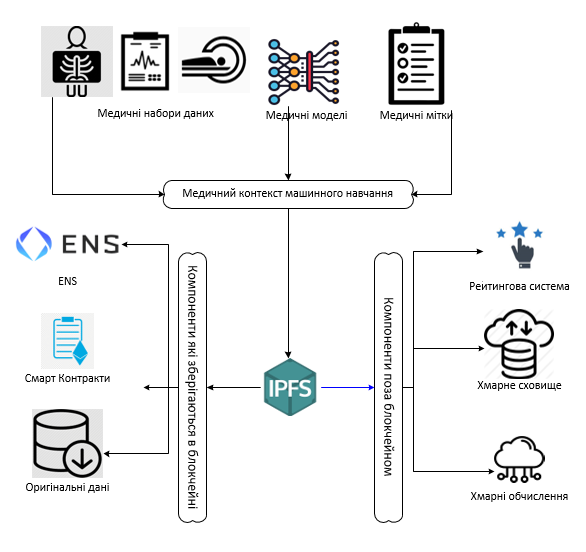 Медичні набори даних
Медичні моделі
Медичні мітки
Медичний контекст машинного навчання
ENS
ENS
Смарт Контракти
Оригінальні дані
Компоненти які зберігаються в блокчейні
IPFS
Компоненти поза блокчейном
Реитингова система
Хмарне сховище
Хмарні обчислення